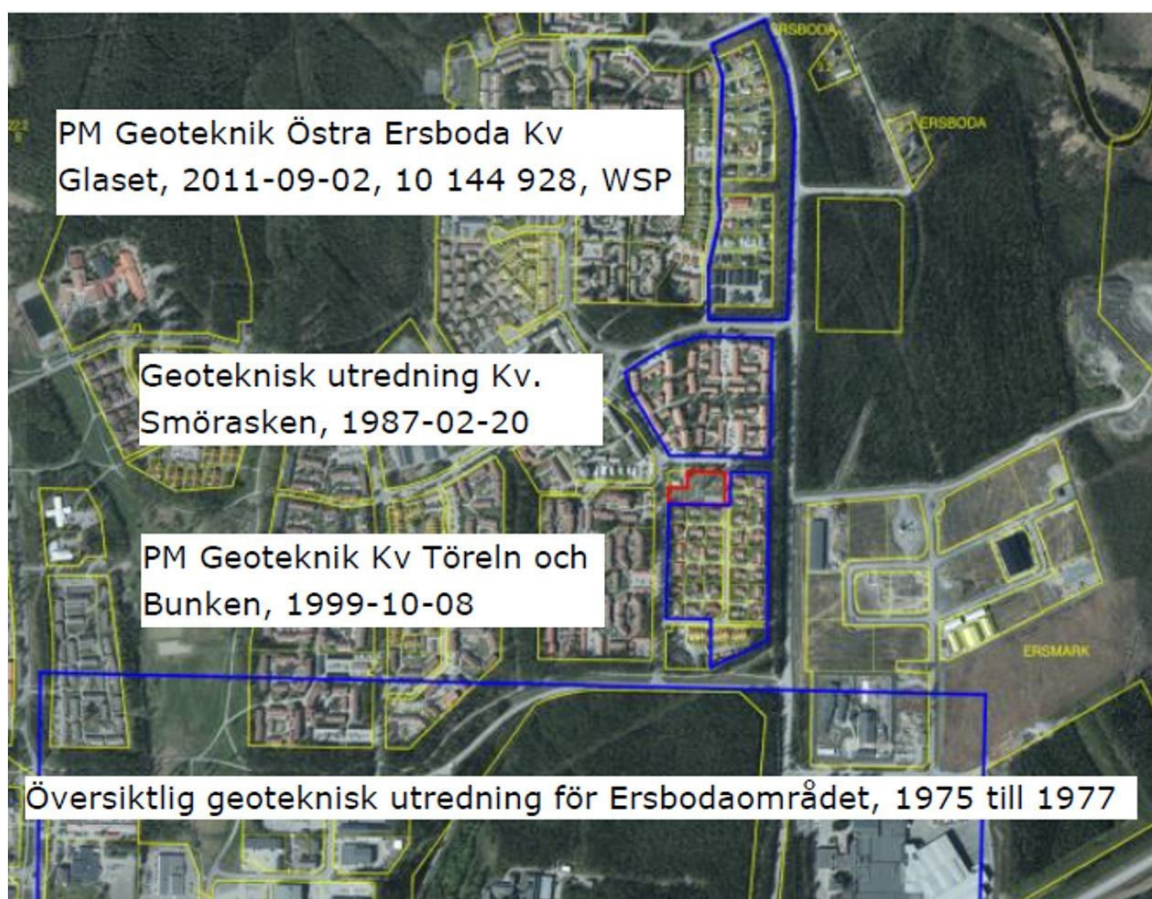 ERSBODA
ERSBODA
PM Geoteknik Östra Ersboda Kv
Glaset, 2011-09-02, 10 144 928, WSP
Geoteknisk utredning Kv.
Smörasken, 1987-02-20
PM Geoteknik Kv Töreln och
Bunken, 1999-10-08
ERSMARK
Översiktlig geoteknisk utredning för Ersbodaområdet, 1975 till 1977